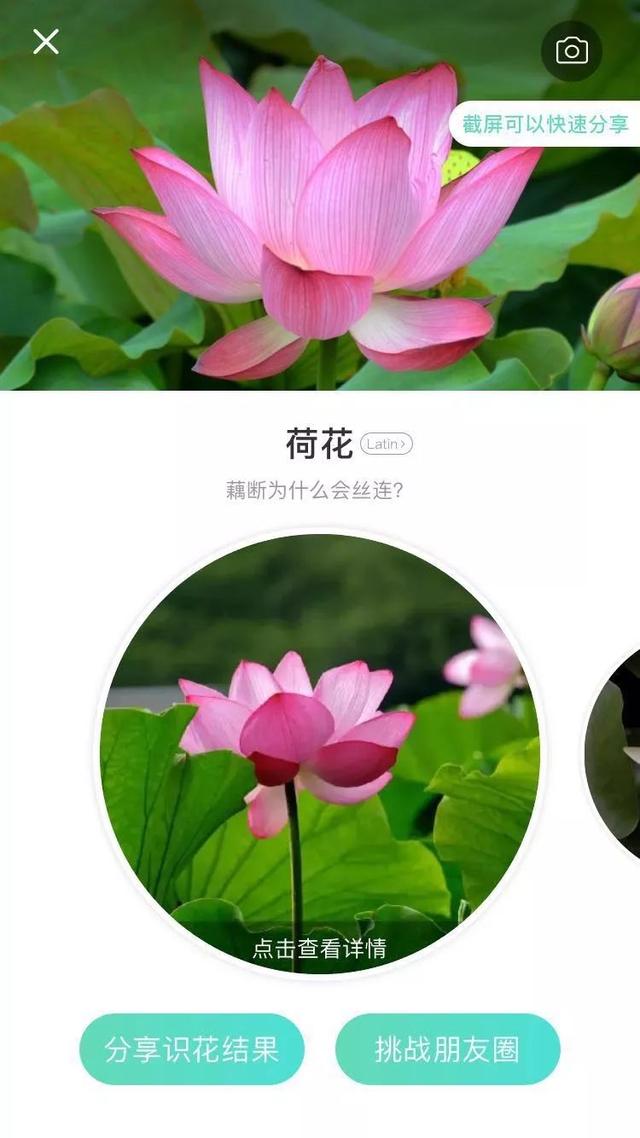 截屏可以快速分享
荷花 Latin>
藕断为什么会丝连?
点击查看详情
分享识花结果
挑战朋友圈